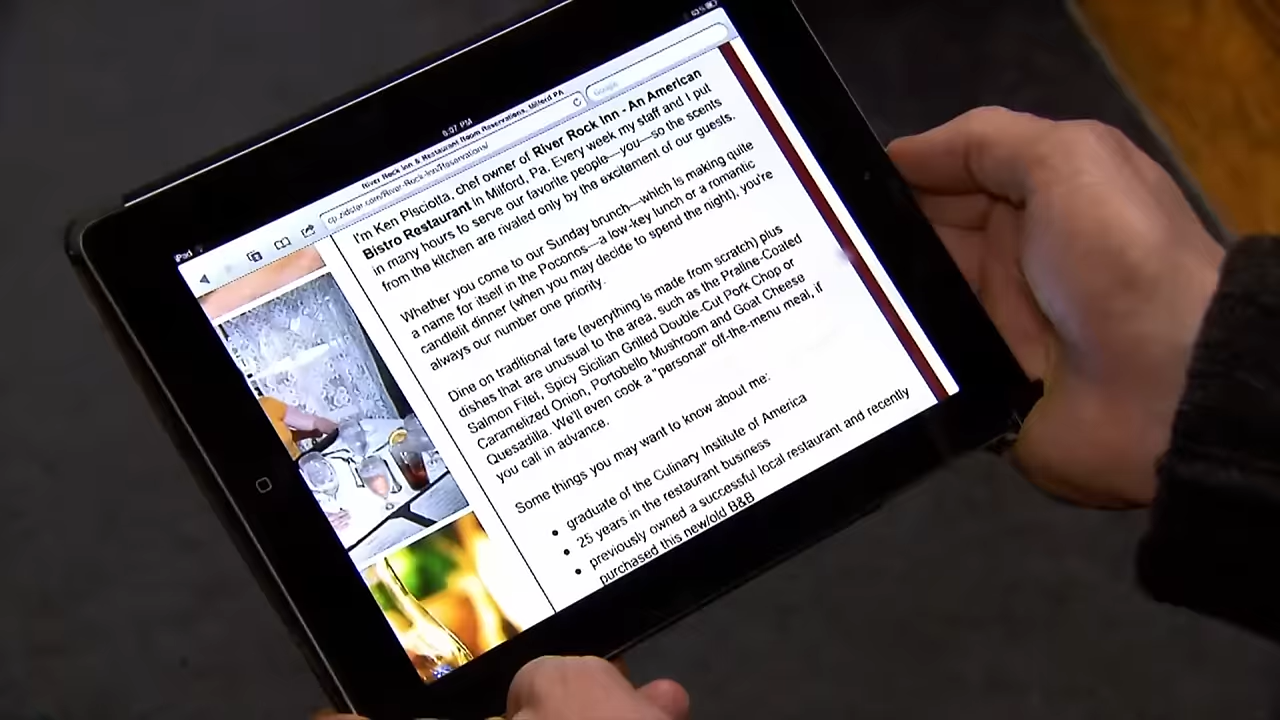 iPad
6:07 PM
River Rock Inn & Restaurant Room Reservations, Milford PA
cp.zidster.com/River-Rock-Inn/Reservations/
Google
I'm Ken Pisciotta, chef owner of River Rock Inn - An American
Bistro Restaurant in Milford, Pa. Every week my staff and I put
in many hours to serve our favorite people—you—so the scents
from the kitchen are rivaled only by the excitement of our guests.
Whether you come to our Sunday brunch—which is making quite
a name for itself in the Poconos—a low-key lunch or a romantic
candlelit dinner (when you may decide to spend the night), you're
always our number one priority.
Dine on traditional fare (everything is made from scratch) plus
dishes that are unusual to the area, such as the Praline-Coated
Salmon Filet, Spicy Sicilian Grilled Double-Cut Pork Chop or
Caramelized Onion, Portobello Mushroom and Goat Cheese
Quesadilla. We'll even cook a "personal" off-the-menu meal, if
you call in advance.
Some things you may want to know about me:
• graduate of the Culinary Institute of America
• 25 years in the restaurant business
• previously owned a successful local restaurant and recently
purchased this new/old B&B